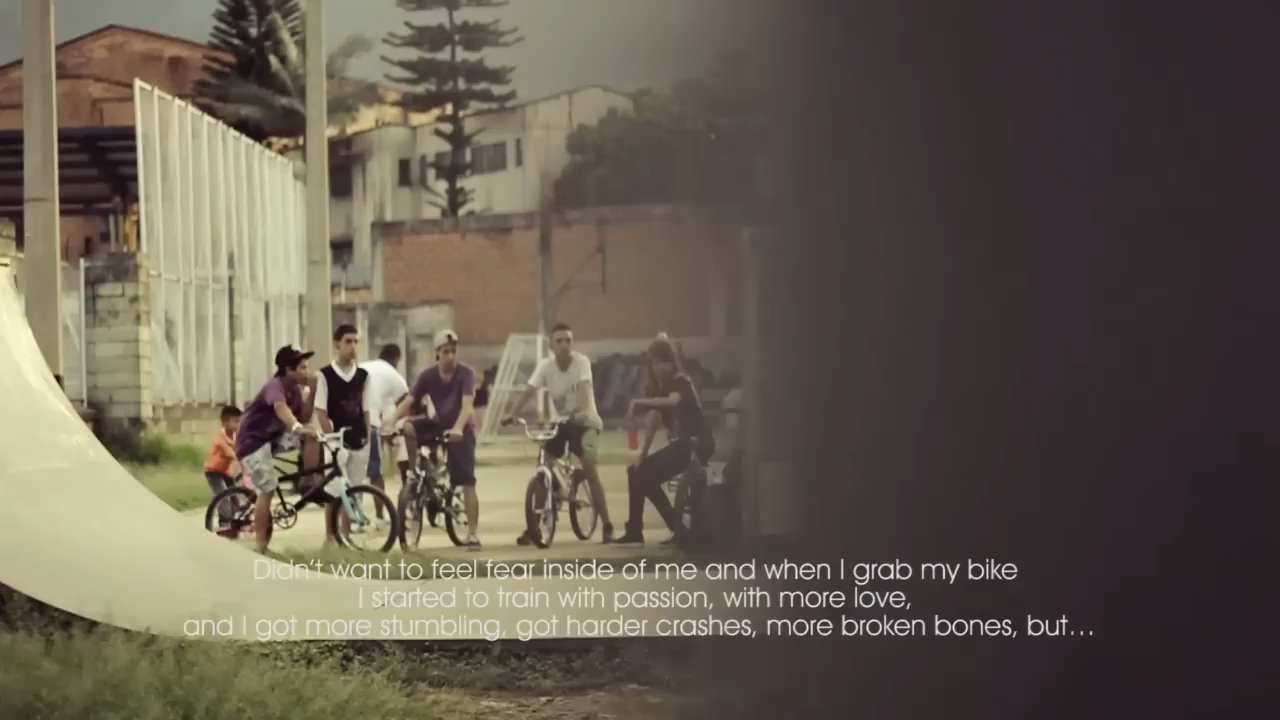 Didn't want to feel fear inside of me and when I grab my bike
I started to train with passion, with more love,
and I got more stumbling, got harder crashes, more broken bones, but...